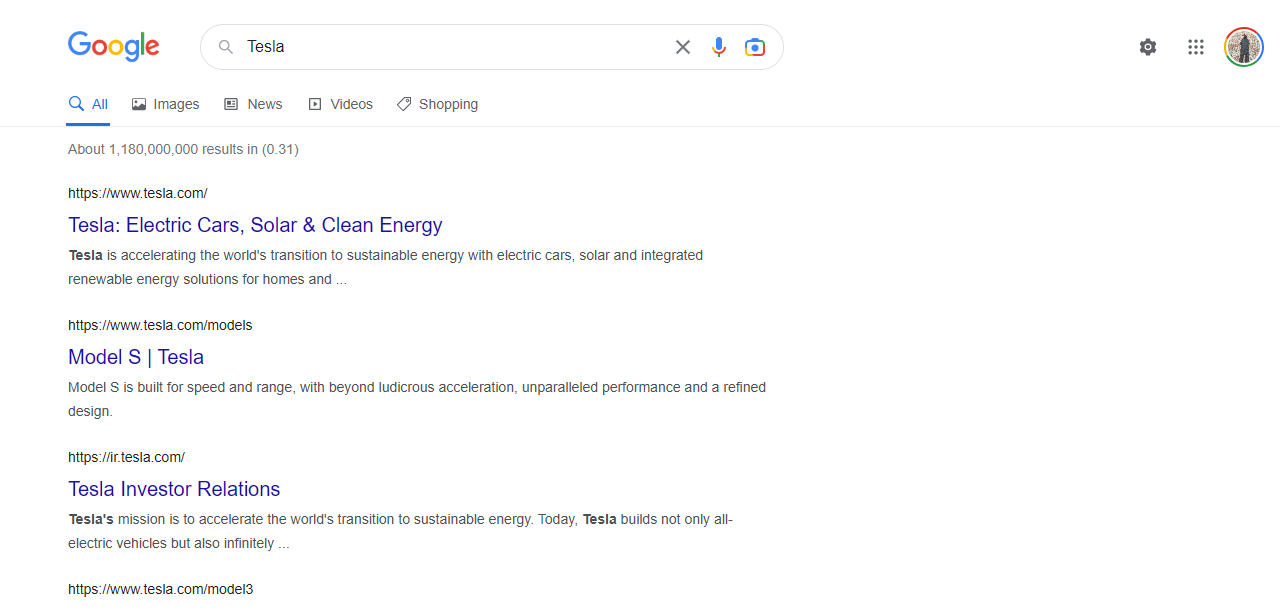 Google
Tesla
All Images News Videos Shopping
About 1,180,000,000 results in (0.31)
https://www.tesla.com/
Tesla: Electric Cars, Solar & Clean Energy
Tesla is accelerating the world's transition to sustainable energy with electric cars, solar and integrated
renewable energy solutions for homes and ...
https://www.tesla.com/models
Model S | Tesla
Model S is built for speed and range, with beyond ludicrous acceleration, unparalleled performance and a refined
design.
https://ir.tesla.com/
Tesla Investor Relations
Tesla's mission is to accelerate the world's transition to sustainable energy. Today, Tesla builds not only all-
electric vehicles but also infinitely ...
https://www.tesla.com/model3